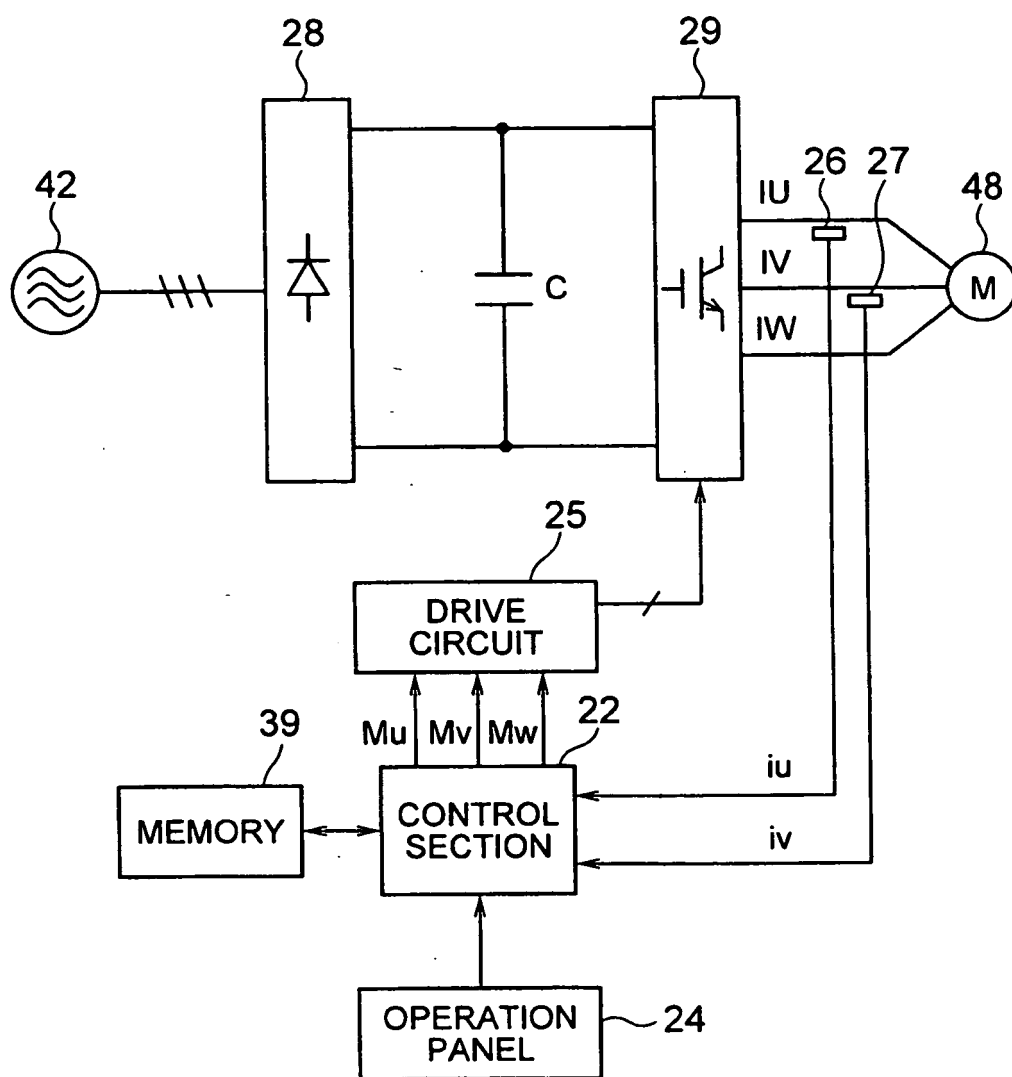 28
29
42
26
27
IU
48
IV
C
M
IW
25
DRIVE
CIRCUIT
Mu
Mv
Mw
22
39
iu
MEMORY
CONTROL
SECTION
iv
OPERATION
PANEL
24